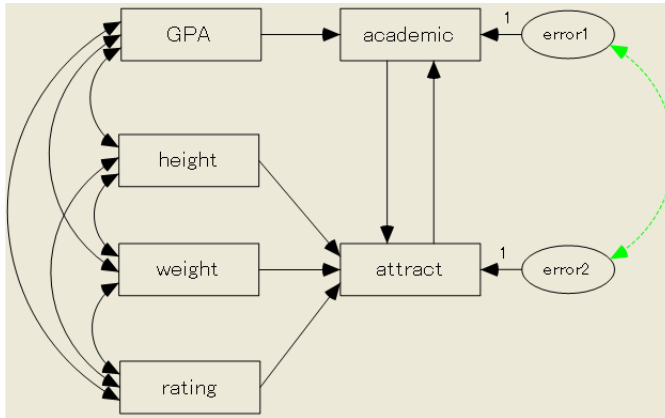 GPA
academic
1
error1
height
weight
attract
1
error2
rating